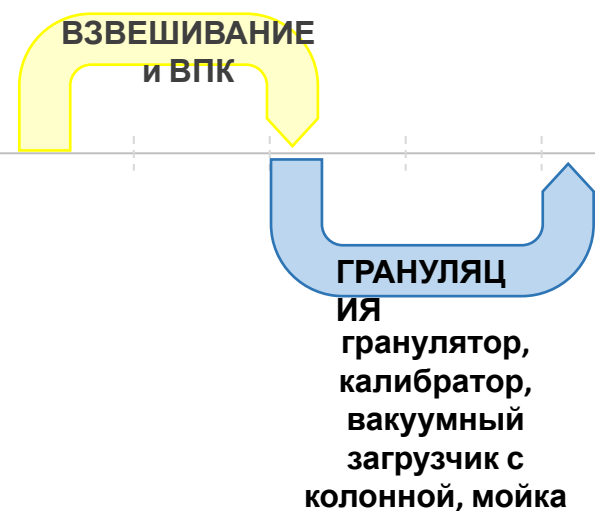 ВЗВЕШИВАНИЕ
и ВПК
ГРАНУЛЯЦ
ИЯ
гранулятор,
калибратор,
вакуумный
загрузчик с
колонной, мойка